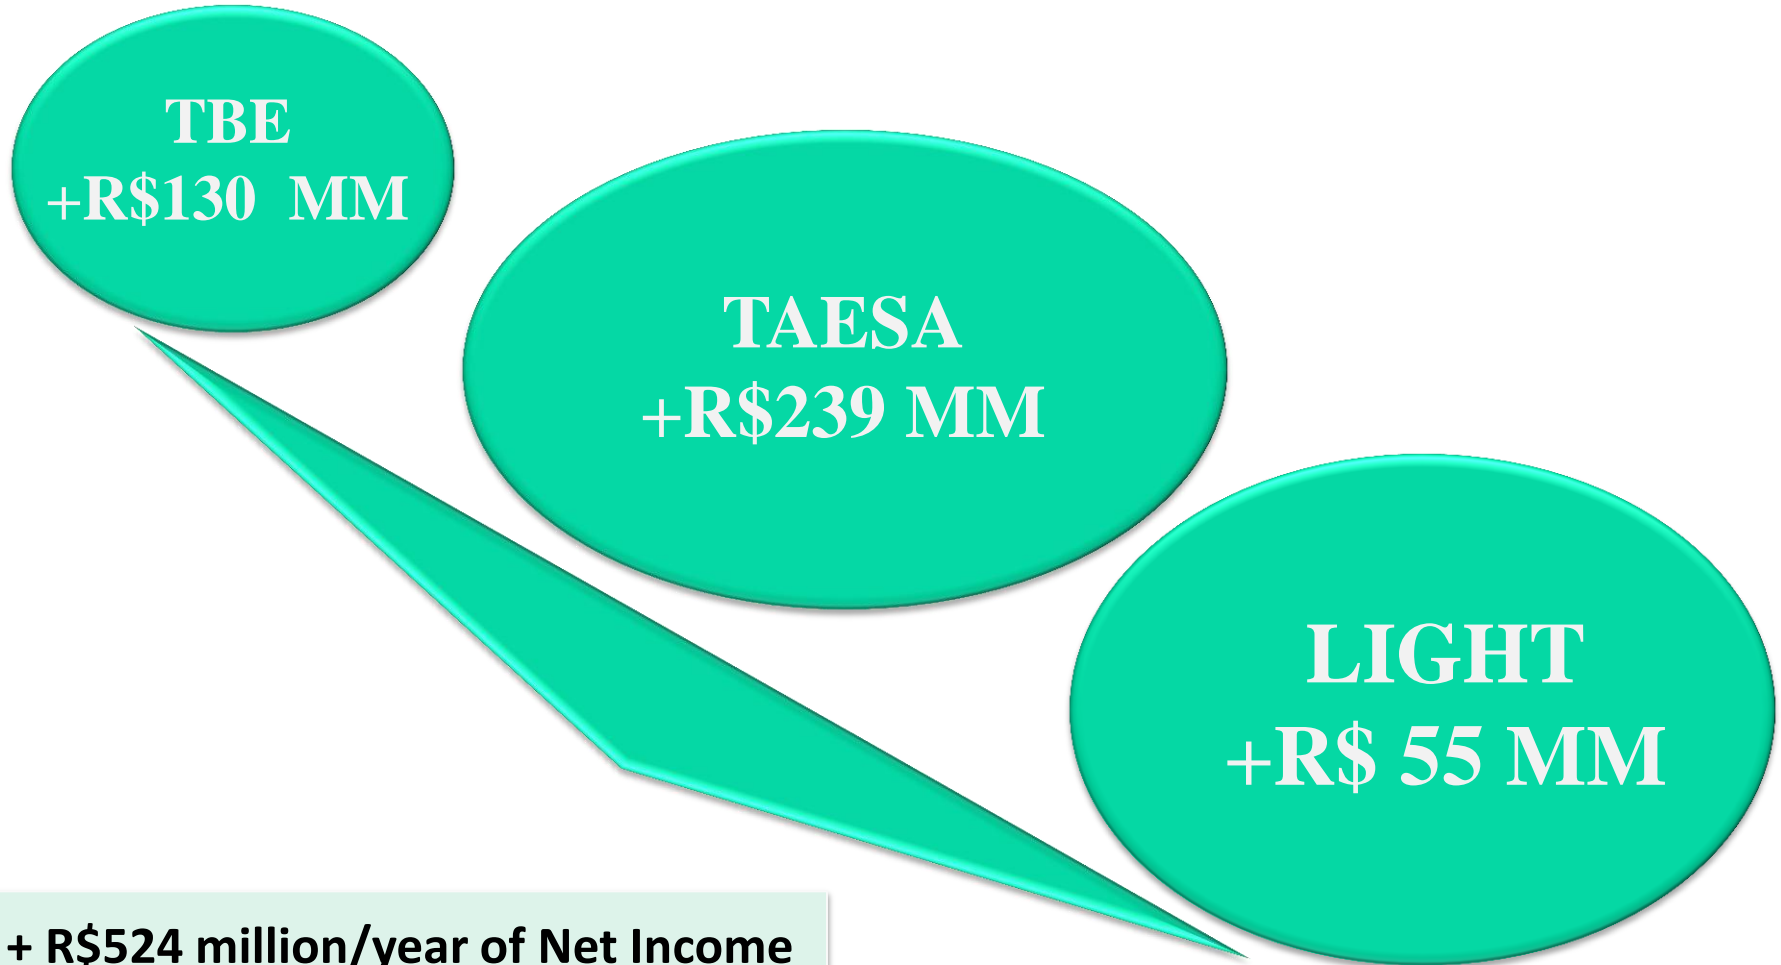 TBE
+R$130 MM
TAESA
+R$239 MM
LIGHT
+R$ 55 MM
+ R$524 million/year of Net Income